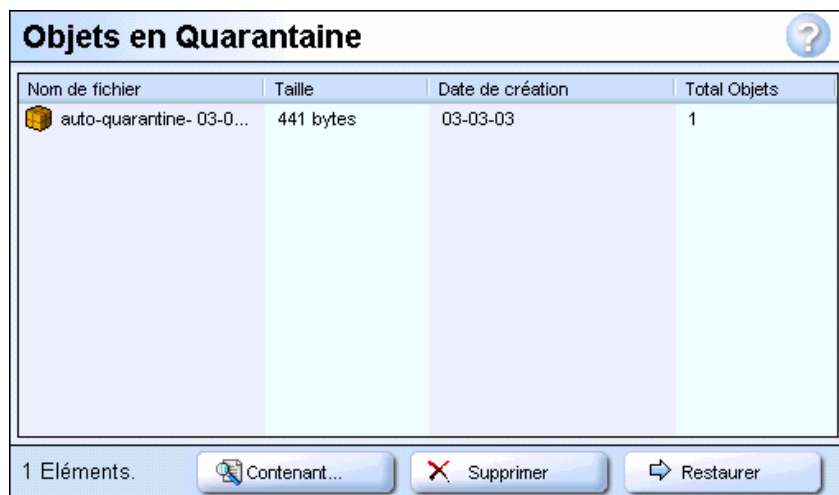 Objets en Quarantaine
?
Nom de fichier Taille Date de création Total Objets
auto-quarantine- 03-0... 441 bytes 03-03-03 1
1 Eléments. Contenant... Supprimer Restaurer